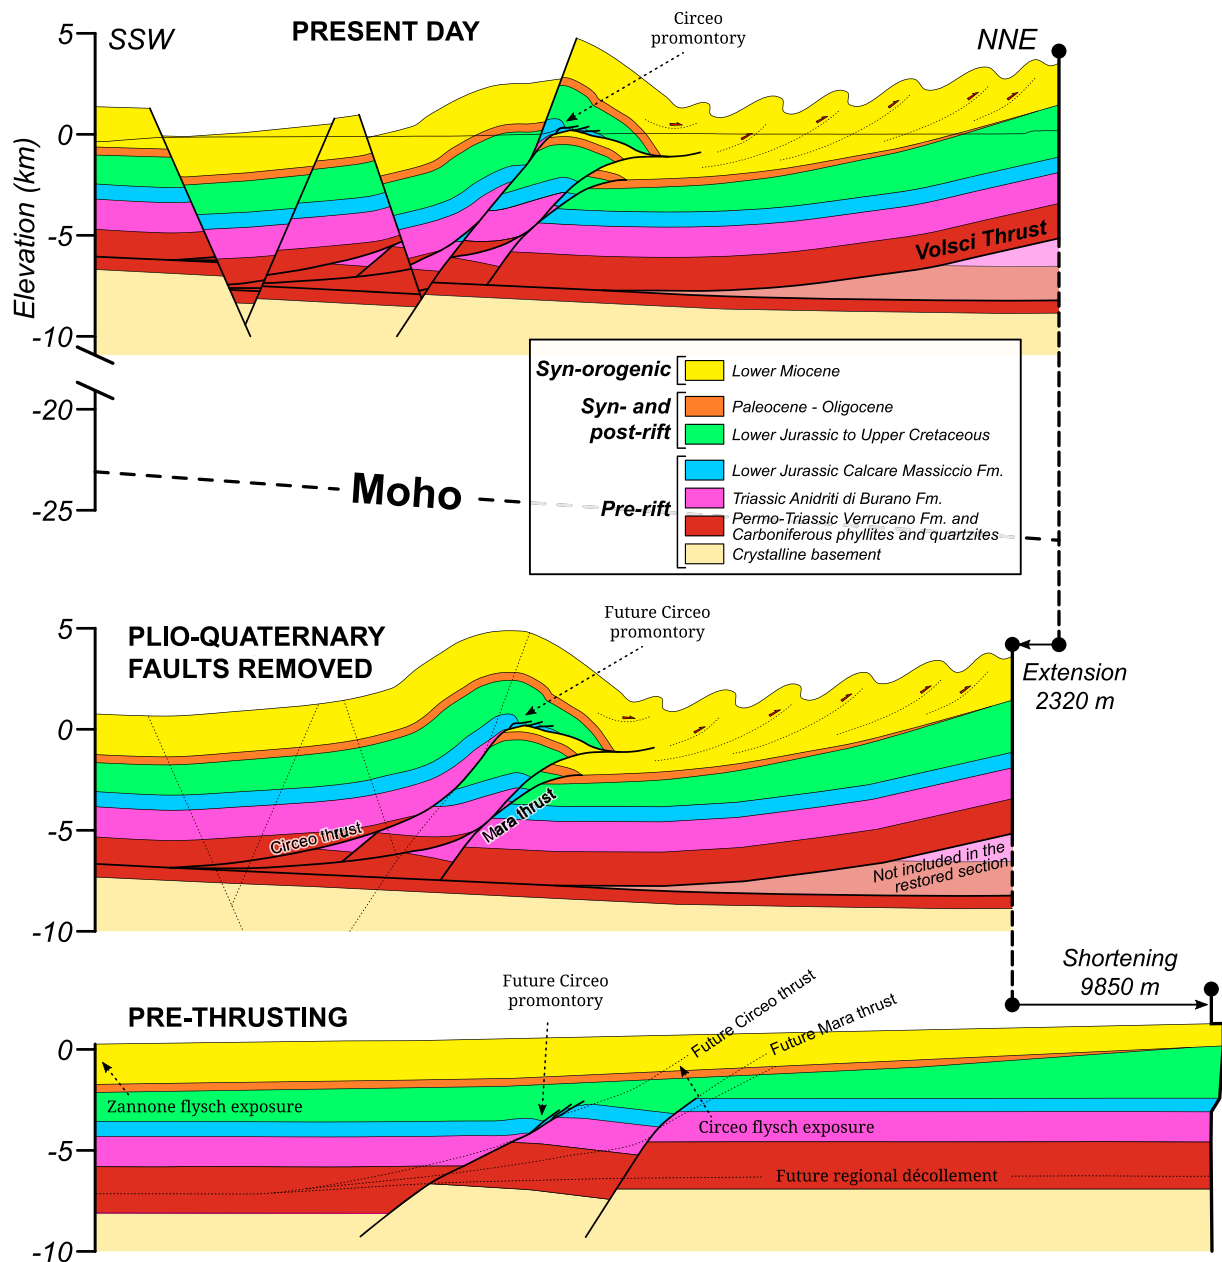 5
SSW
PRESENT DAY
Circeo
promontory
NNE
0
Elevation (km)
-5
Volsci Thrust
-10
Syn-orogenic
Lower Miocene
Syn- and
post-rift
Paleocene - Oligocene
Lower Jurassic to Upper Cretaceous
Pre-rift
Lower Jurassic Calcare Massiccio Fm.
Triassic Anidriti di Burano Fm.
Permo-Triassic Verrucano Fm. and
Carboniferous phyllites and quartzites
Crystalline basement
-20
Moho
-25
5
PLIO-QUATERNARY
FAULTS REMOVED
Future Circeo
promontory
Extension
2320 m
0
-5
Circeo thrust
Mara thrust
Not included in the
restored section
-10
Shortening
9850 m
PRE-THRUSTING
Future Circeo
promontory
Future Circeo thrust
Future Mara thrust
0
Zannone flysch exposure
Circeo flysch exposure
-5
Future regional décollement
-10